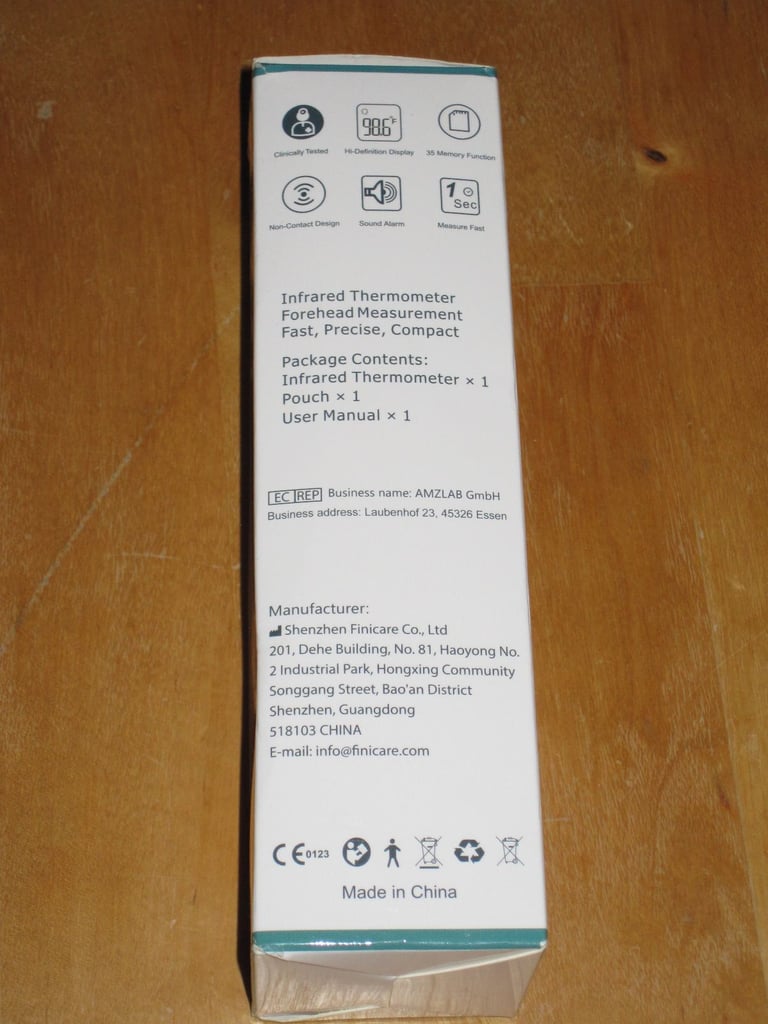 98.6°F
Clinically Tested
Hi-Definition Display
35 Memory Function
1
Sec
Non-Contact Design
Sound Alarm
Measure Fast
Infrared Thermometer
Forehead Measurement
Fast, Precise, Compact
Package Contents:
Infrared Thermometer × 1
Pouch × 1
User Manual × 1
EC REP Business name: AMZLAB GmbH
Business address: Laubenhof 23, 45326 Essen
Manufacturer:
Shenzhen Finicare Co., Ltd
201, Dehe Building, No. 81, Haoyong No.
2 Industrial Park, Hongxing Community
Songgang Street, Bao'an District
Shenzhen, Guangdong
518103 CHINA
E-mail: info@finicare.com
CE 0123
Made in China